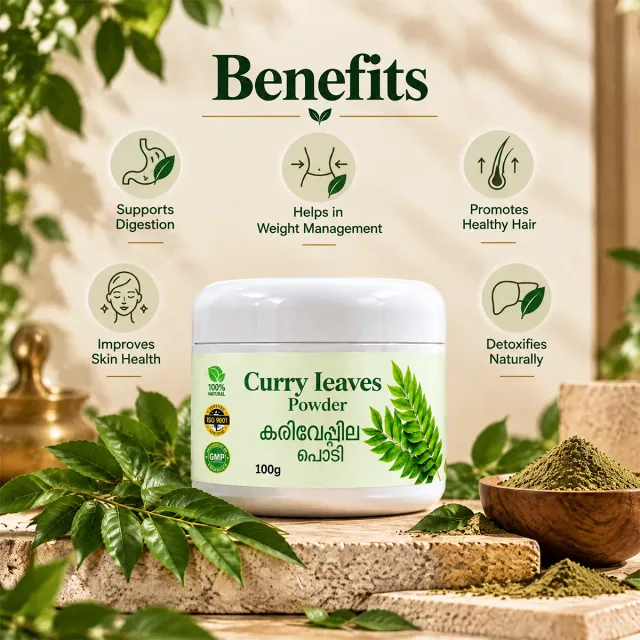 Benefits
Supports
Digestion
Helps in
Weight Management
Promotes
Healthy Hair
Improves
Skin Health
Detoxifies
Naturally
100%
NATURAL
ISO 9001
GMP
Curry leaves
Powder
കരിവേപ്പില
പൊടി
100g